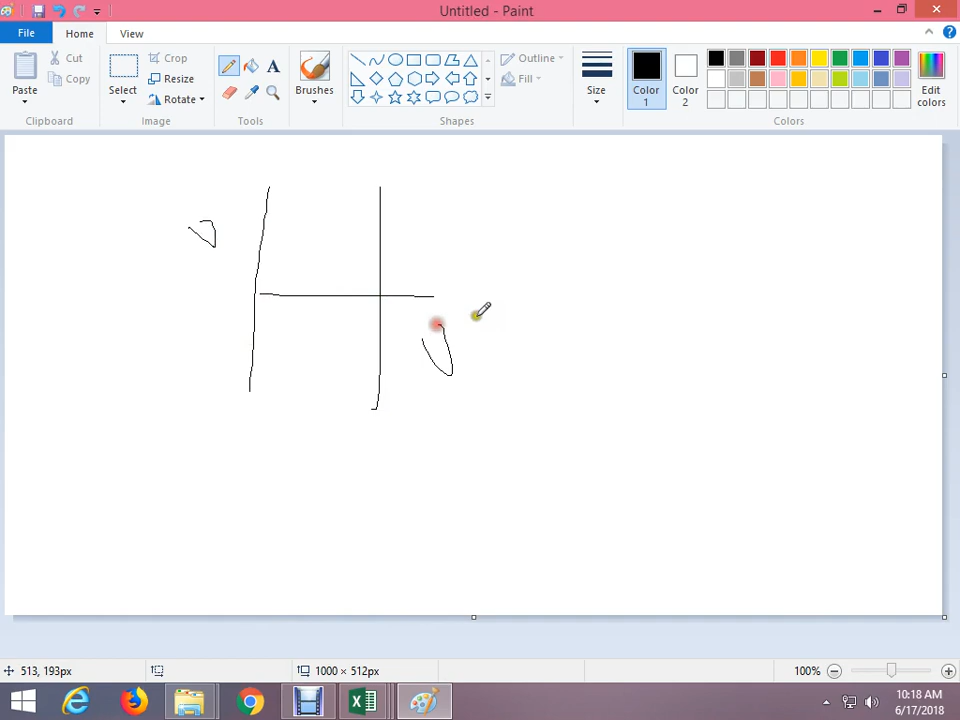 Untitled - Paint
File Home View
Paste
Cut
Copy
Clipboard
Select
Crop
Resize
Rotate
Image
A
Tools
Brushes
Outline
Fill
Shapes
Size
Color 1
Color 2
Edit colors
Colors
513, 193px
1000 × 512px
100%
10:18 AM
6/17/2018